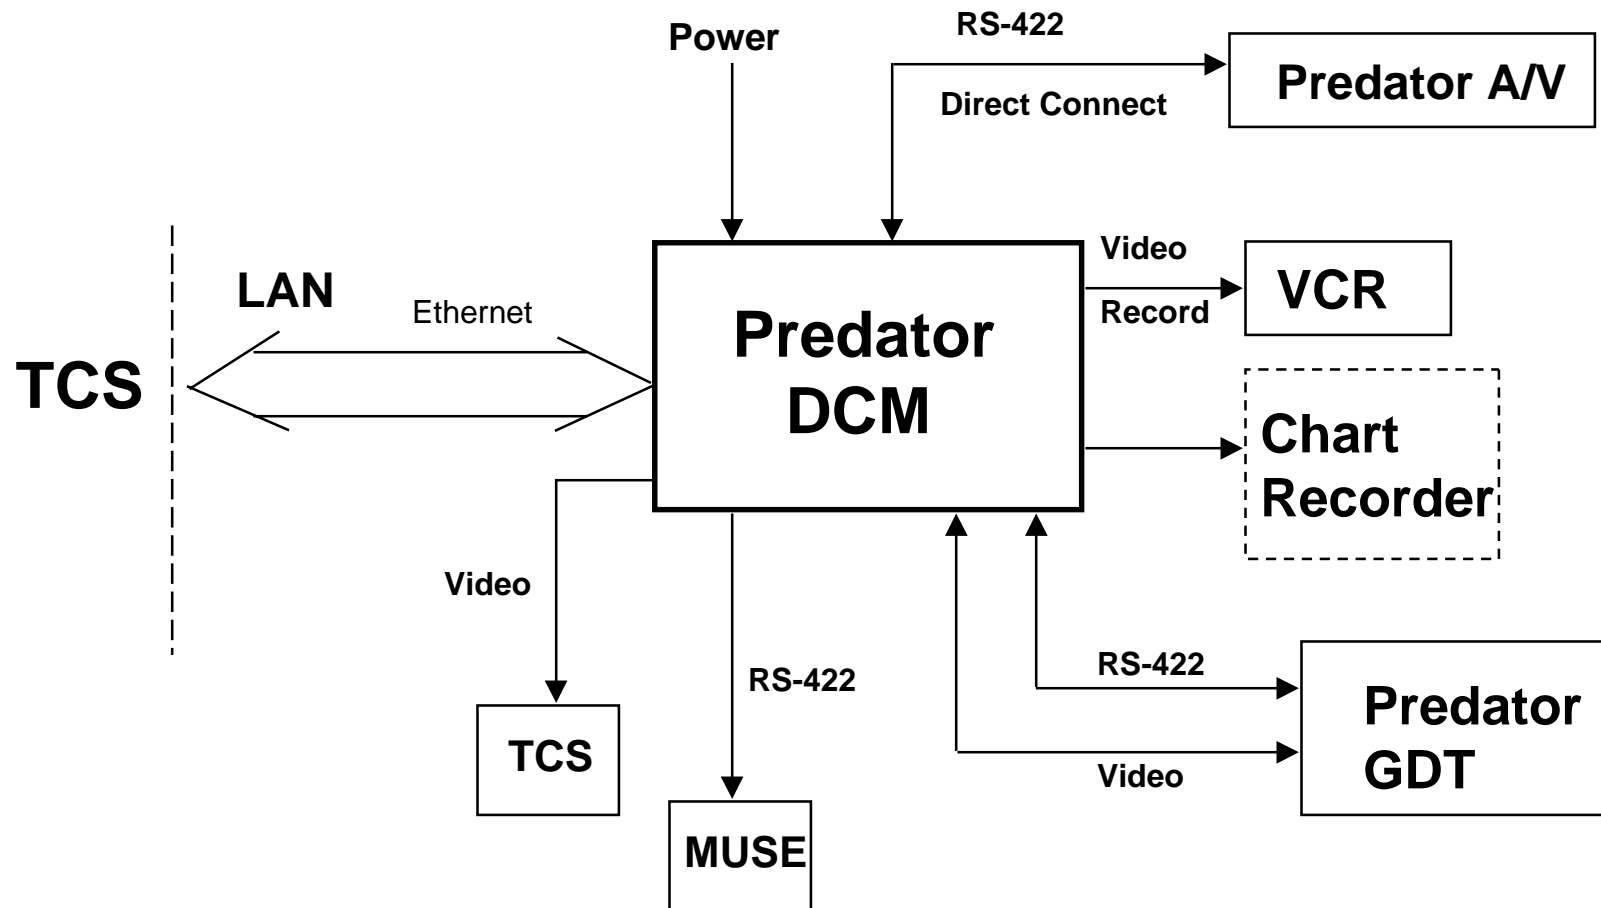 RS-422
Power
Predator A/V
Direct Connect
Video
LAN
VCR
Ethernet
Record
Predator
DCM
TCS
Chart
Recorder
Video
RS-422
RS-422
Predator
GDT
TCS
Video
MUSE